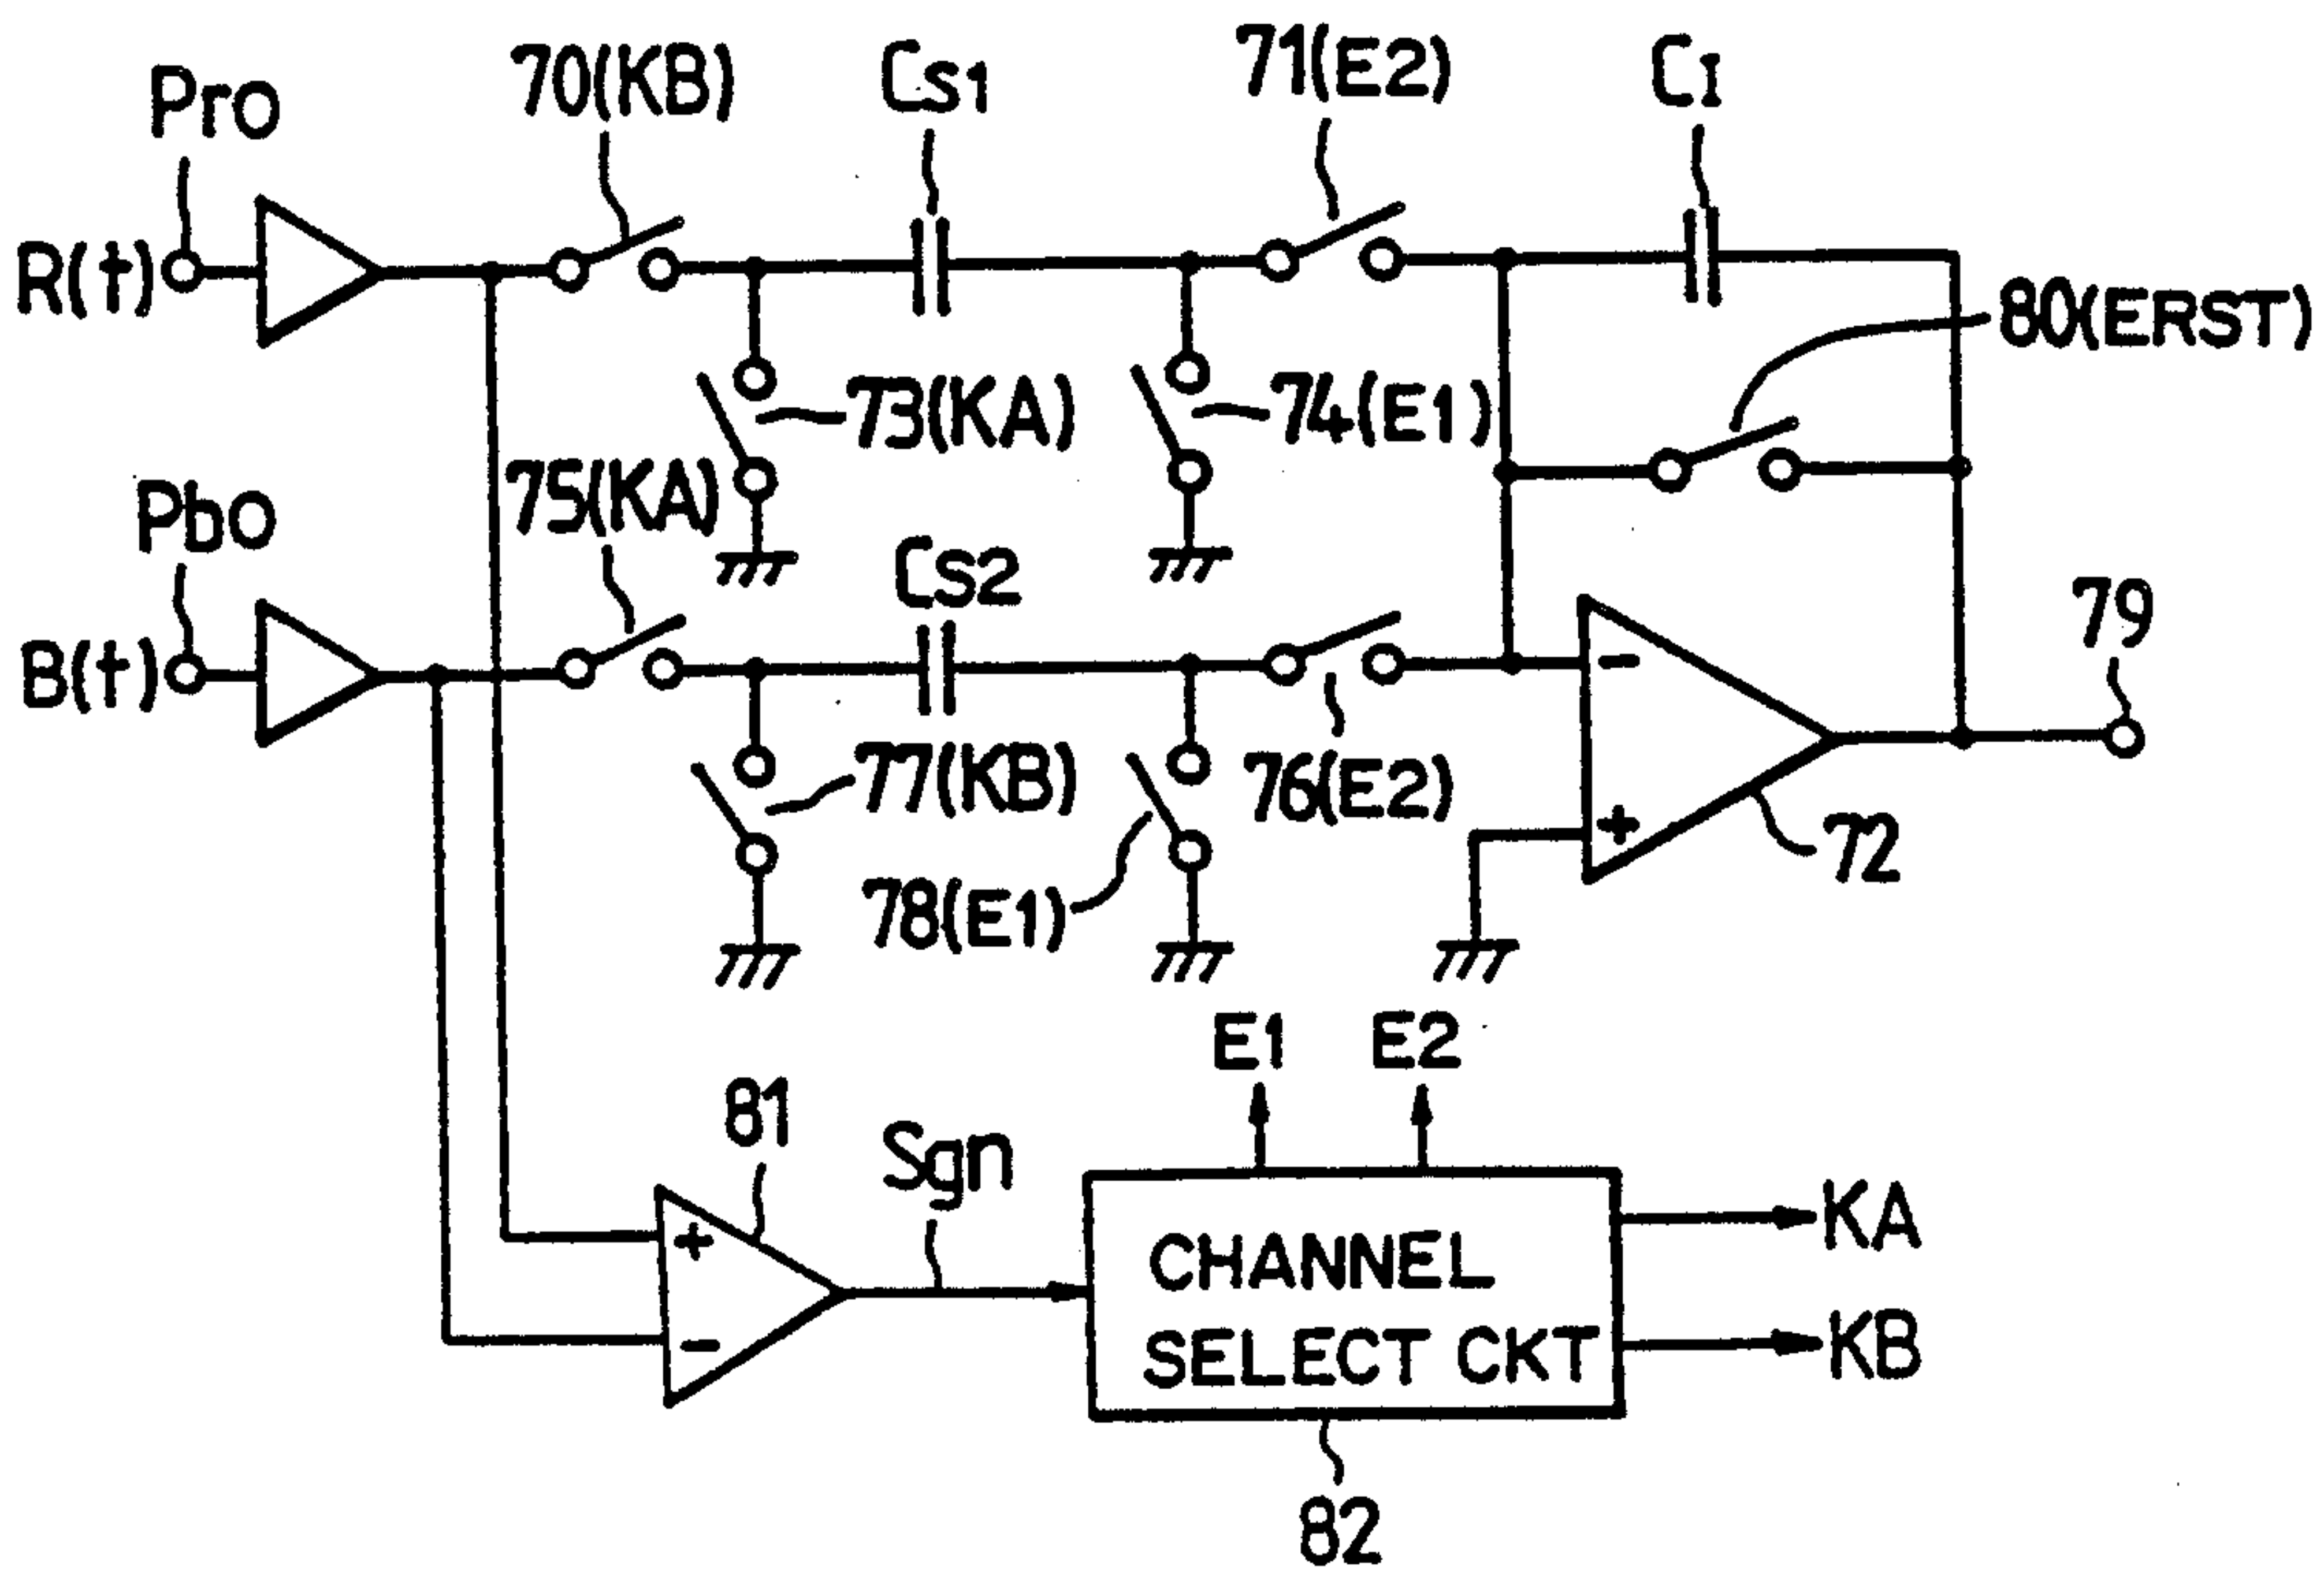 Pro
70(KB)
Cs1
71(E2)
CI
R(t)
80(ERST)
73(KA)
74(E1)
Pbo
75(KA)
Cs2
79
B(t)
-
77(KB)
76(E2)
+
72
78(E1)
E1
E2
81
Sgn
+
KA
CHANNEL
SELECT CKT
-
KB
82